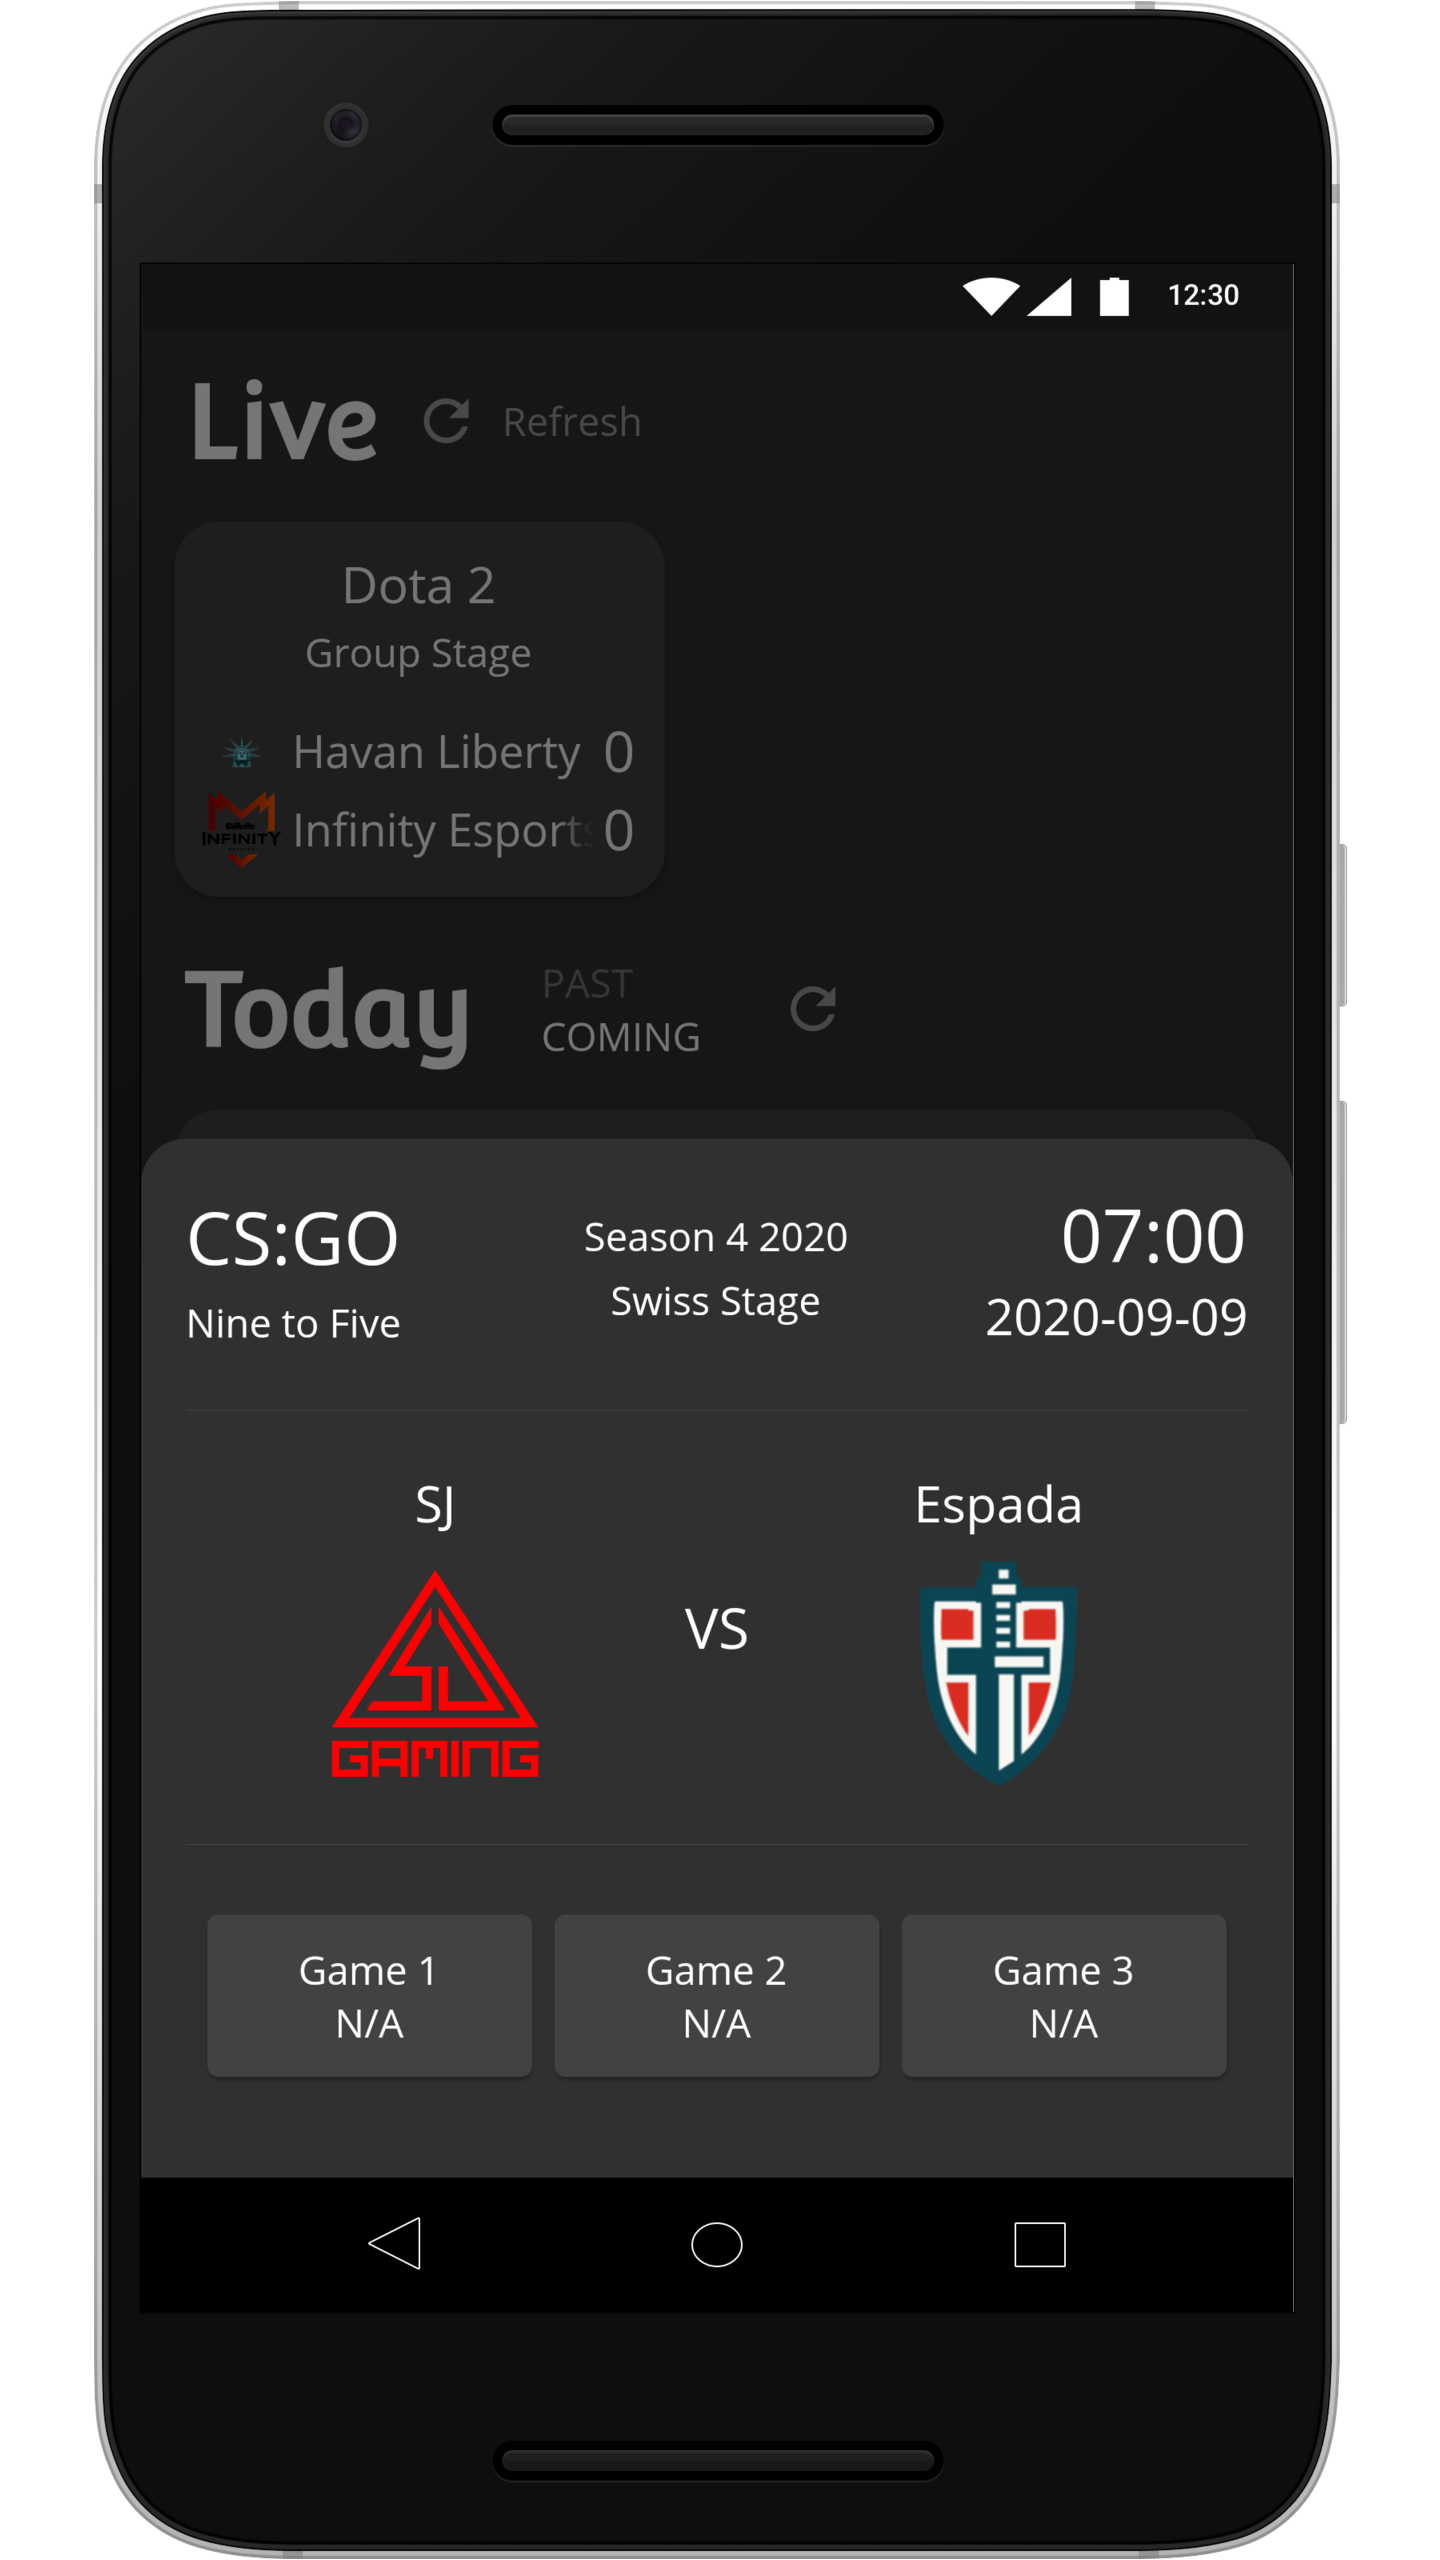 12:30
Live Refresh
Dota 2
Group Stage
Havan Liberty 0
INFINITY
Infinity Esports 0
Today
PAST
COMING
CS:GO
Nine to Five
Season 4 2020
Swiss Stage
07:00
2020-09-09
SJ
Espada
VS
SJ
GAMING
Game 1
N/A
Game 2
N/A
Game 3
N/A